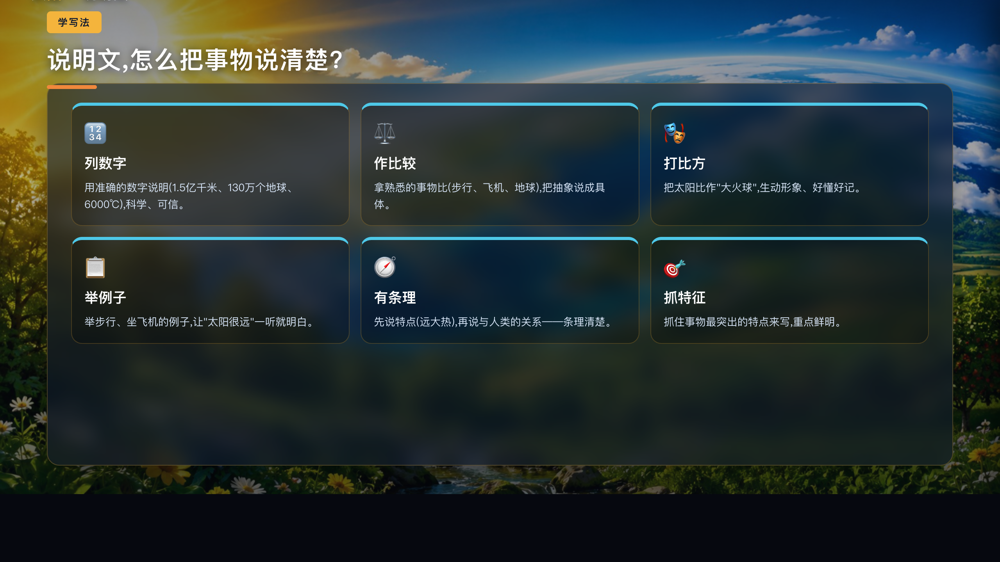 学写法
说明文,怎么把事物说清楚?
1234
列数字
用准确的数字说明(1.5亿千米、130万个地球、
6000℃),科学、可信。
作比较
拿熟悉的事物比(步行、飞机、地球),把抽象说成具
体。
打比方
把太阳比作"大火球",生动形象、好懂好记。
举例子
举步行、坐飞机的例子,让"太阳很远"一听就明白。
有条理
先说特点(远大热),再说与人类的关系——条理清楚。
抓特征
抓住事物最突出的特点来写,重点鲜明。